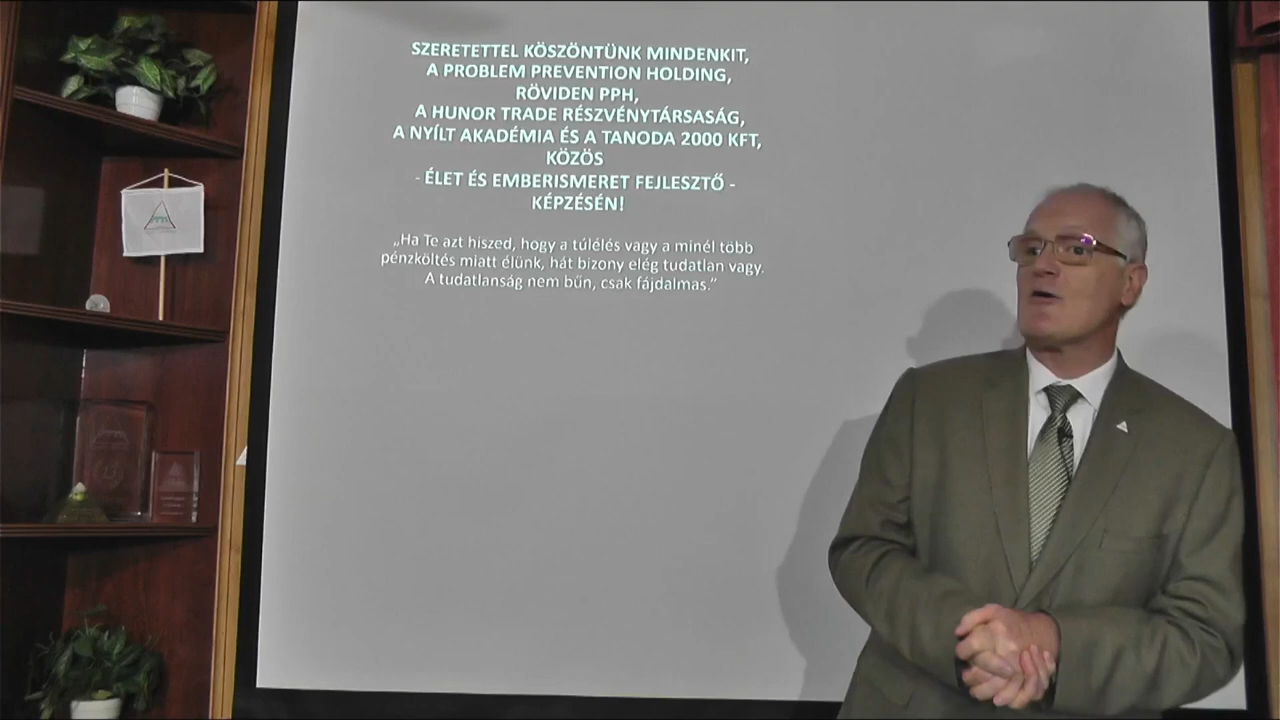 SZERETETTEL KÖSZÖNTÜNK MINDENKIT,
A PROBLEM PREVENTION HOLDING,
RÖVIDEN PPH,
A HUNOR TRADE RÉSZVÉNYTÁRSASÁG,
A NYÍLT AKADÉMIA ÉS A TANODA 2000 KFT,
KÖZÖS
- ÉLET ÉS EMBERISMERET FEJLESZTŐ -
KÉPZÉSÉN!
„Ha Te azt hiszed, hogy a túlélés vagy a minél több
pénzköltés miatt élünk, hát bizony elég tudatlan vagy.
A tudatlanság nem bűn, csak fájdalmas.”